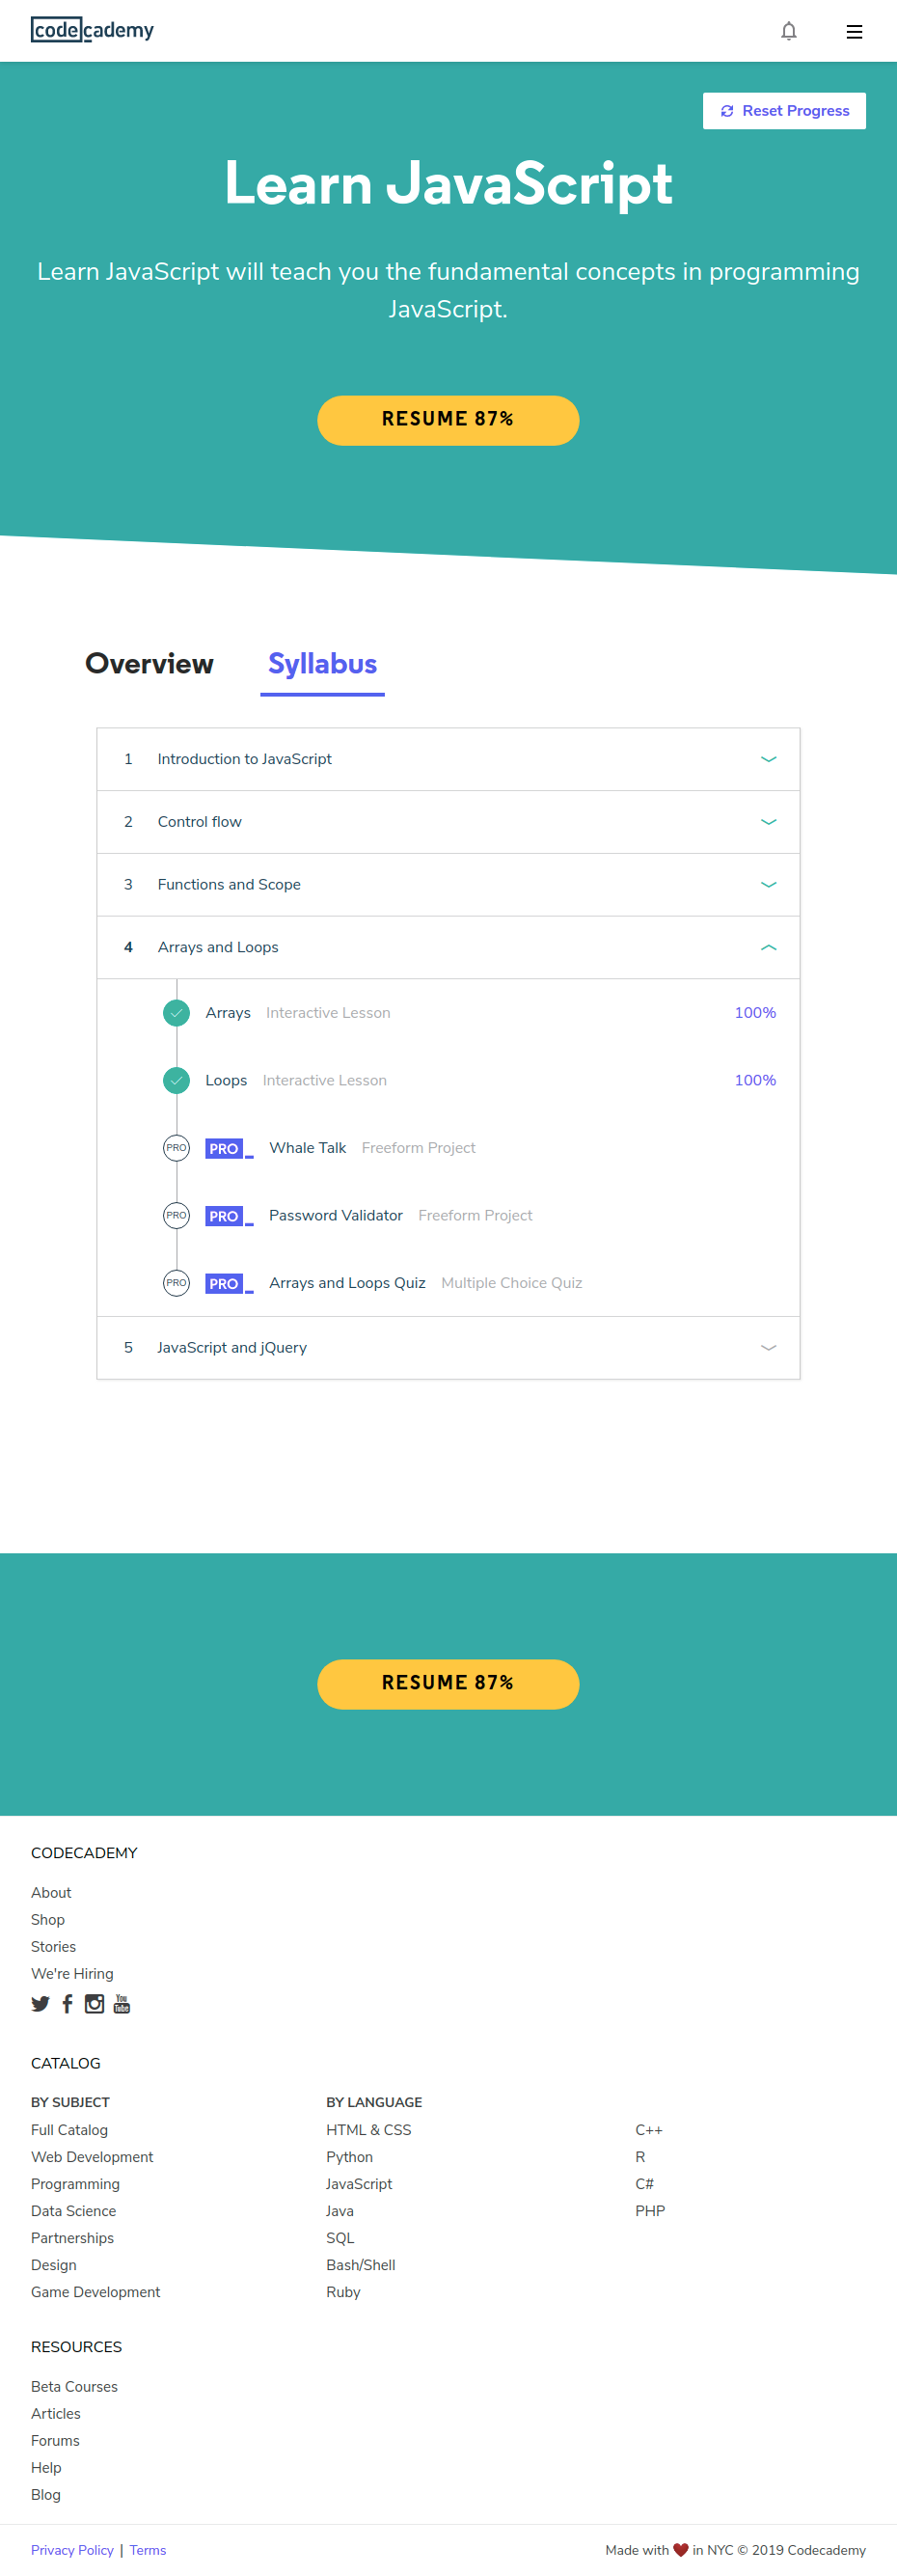 codecademy
Reset Progress
Learn JavaScript
Learn JavaScript will teach you the fundamental concepts in programming
JavaScript.
RESUME 87%
Overview Syllabus
1 Introduction to JavaScript
2 Control flow
3 Functions and Scope
4 Arrays and Loops
Arrays Interactive Lesson 100%
Loops Interactive Lesson 100%
PRO PRO Whale Talk Freeform Project
PRO PRO Password Validator Freeform Project
PRO PRO Arrays and Loops Quiz Multiple Choice Quiz
5 JavaScript and jQuery
RESUME 87%
CODECADEMY
About
Shop
Stories
We're Hiring
You Tube
CATALOG
BY SUBJECT BY LANGUAGE
Full Catalog HTML & CSS C++
Web Development Python R
Programming JavaScript C#
Data Science Java PHP
Partnerships SQL
Design Bash/Shell
Game Development Ruby
RESOURCES
Beta Courses
Articles
Forums
Help
Blog
Privacy Policy | Terms Made with ❤ in NYC © 2019 Codecademy